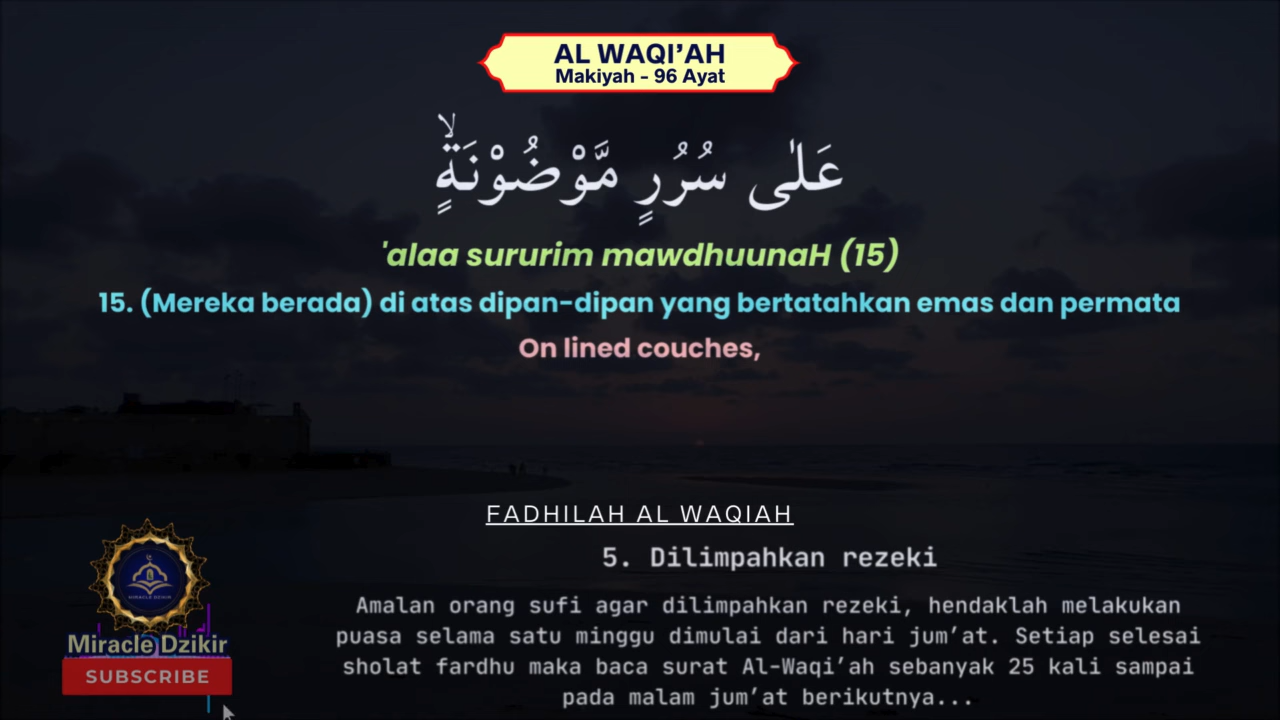 AL WAQI’AH
Makiyah - 96 Ayat
عَلٰى سُرُرٍ مَّوْضُوْنَةٍۙ
'alaa sururim mawdhuunaH (15)
15. (Mereka berada) di atas dipan-dipan yang bertatahkan emas dan permata
On lined couches,
FADHILAH AL WAQIAH
5. Dilimpahkan rezeki
Amalan orang sufi agar dilimpahkan rezeki, hendaklah melakukan
puasa selama satu minggu dimulai dari hari jum’at. Setiap selesai
sholat fardhu maka baca surat Al-Waqi’ah sebanyak 25 kali sampai
pada malam jum’at berikutnya...
MIRACLE DZIKIR
Miracle Dzikir
SUBSCRIBE